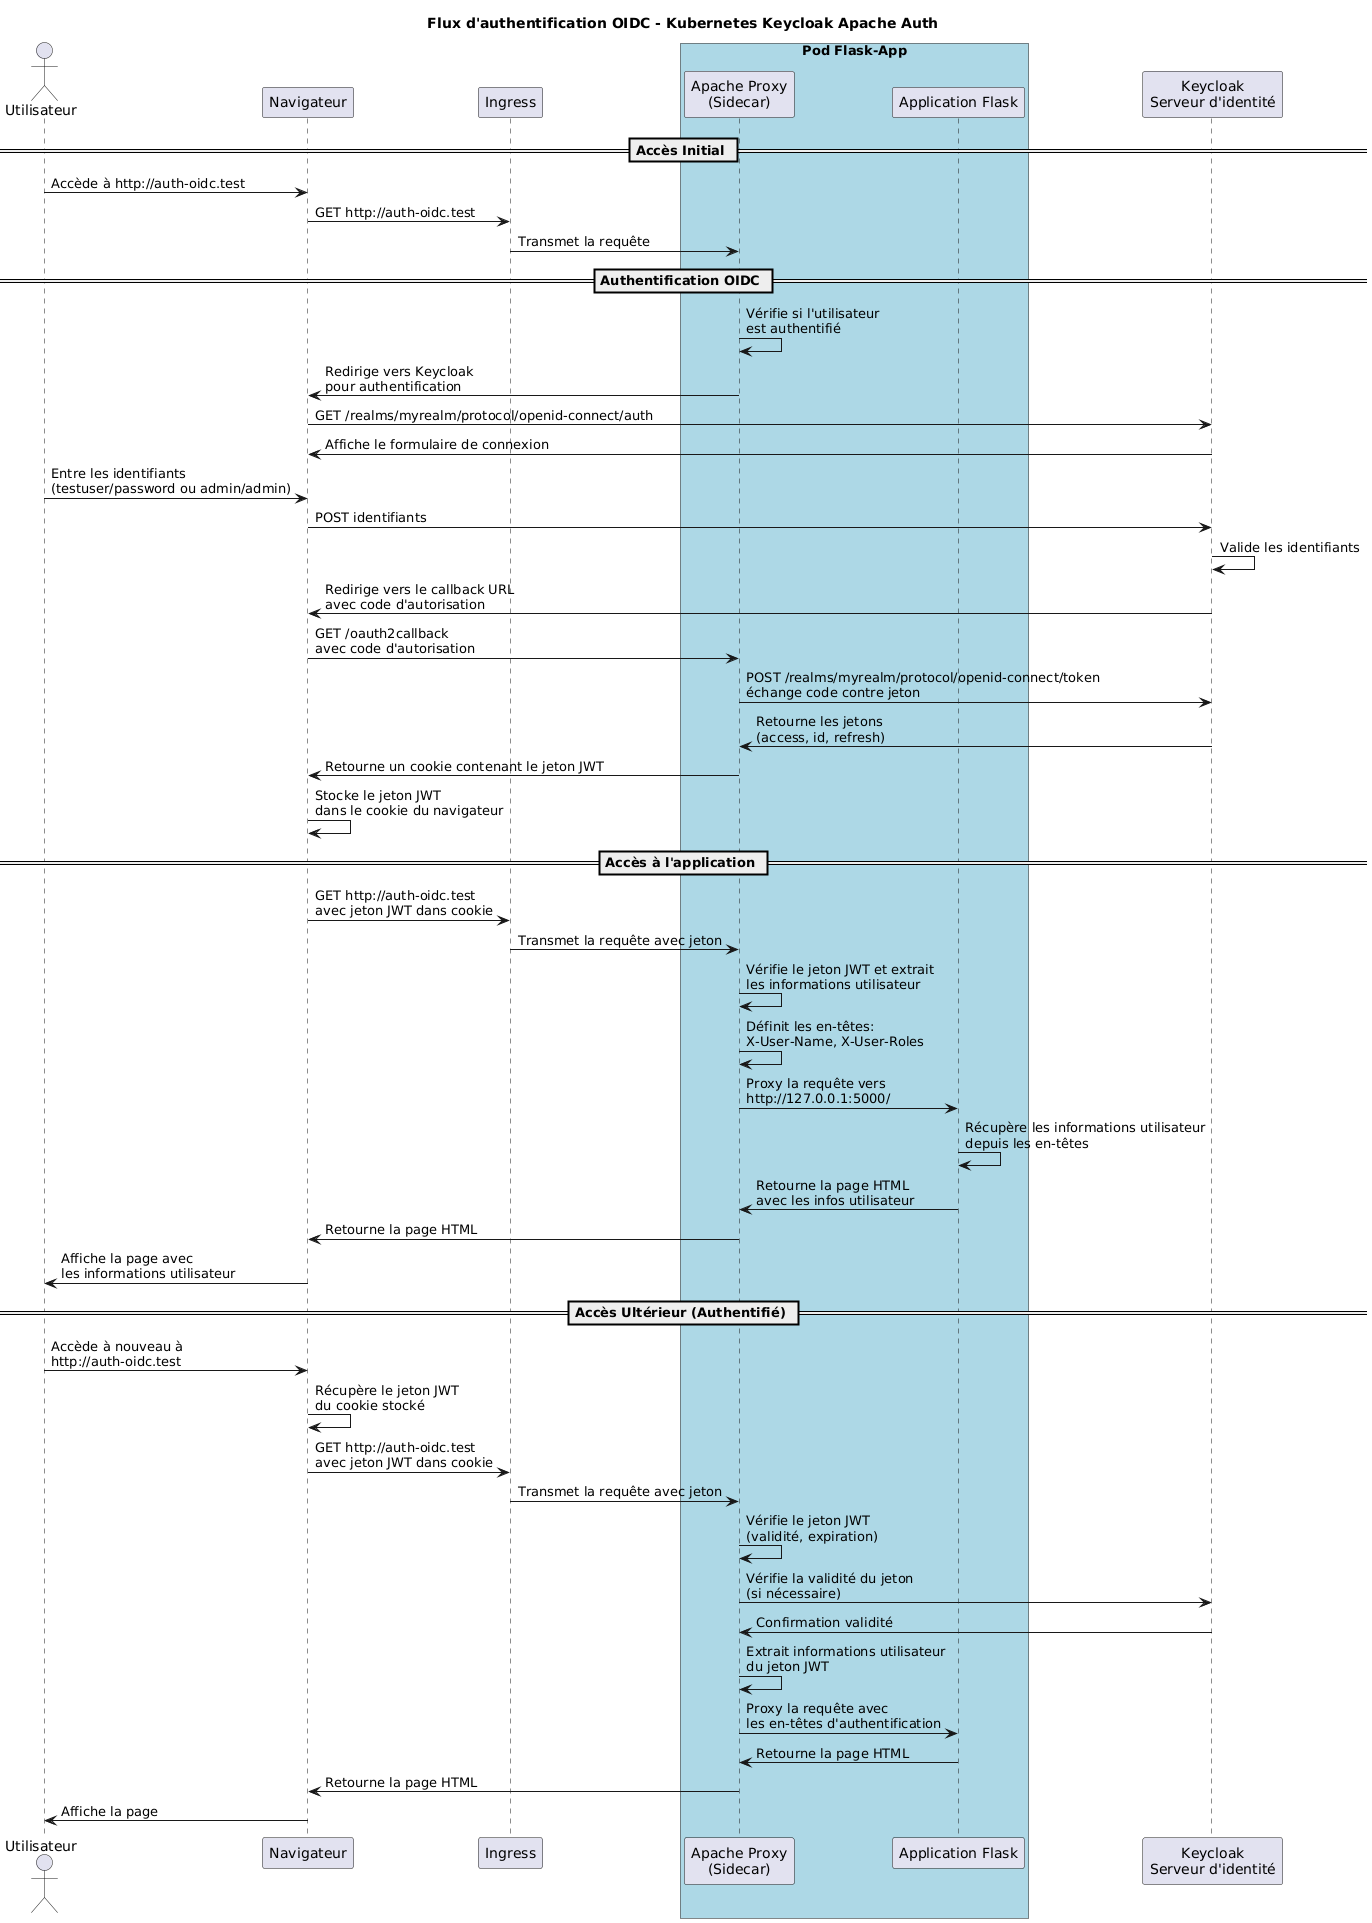 Flux d'authentification OIDC - Kubernetes Keycloak Apache Auth
Pod Flask-App
Utilisateur
Navigateur
Ingress
Apache Proxy
(Sidecar)
Application Flask
Keycloak
Serveur d'identité
Accès Initial
Accède à http://auth-oidc.test
GET http://auth-oidc.test
Transmet la requête
Authentification OIDC
Vérifie si l'utilisateur
est authentifié
Redirige vers Keycloak
pour authentification
GET /realms/myrealm/protocol/openid-connect/auth
Affiche le formulaire de connexion
Entre les identifiants
(testuser/password ou admin/admin)
POST identifiants
Valide les identifiants
Redirige vers le callback URL
avec code d'autorisation
GET /oauth2callback
avec code d'autorisation
POST /realms/myrealm/protocol/openid-connect/token
échange code contre jeton
Retourne les jetons
(access, id, refresh)
Retourne un cookie contenant le jeton JWT
Stocke le jeton JWT
dans le cookie du navigateur
Accès à l'application
GET http://auth-oidc.test
avec jeton JWT dans cookie
Transmet la requête avec jeton
Vérifie le jeton JWT et extrait
les informations utilisateur
Définit les en-têtes:
X-User-Name, X-User-Roles
Proxy la requête vers
http://127.0.0.1:5000/
Récupère les informations utilisateur
depuis les en-têtes
Retourne la page HTML
avec les infos utilisateur
Retourne la page HTML
Affiche la page avec
les informations utilisateur
Accès Ultérieur (Authentifié)
Accède à nouveau à
http://auth-oidc.test
Récupère le jeton JWT
du cookie stocké
GET http://auth-oidc.test
avec jeton JWT dans cookie
Transmet la requête avec jeton
Vérifie le jeton JWT
(validité, expiration)
Vérifie la validité du jeton
(si nécessaire)
Confirmation validité
Extrait informations utilisateur
du jeton JWT
Proxy la requête avec
les en-têtes d'authentification
Retourne la page HTML
Retourne la page HTML
Affiche la page
Utilisateur
Navigateur
Ingress
Apache Proxy
(Sidecar)
Application Flask
Keycloak
Serveur d'identité